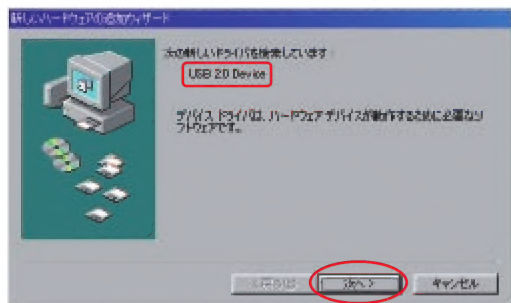 新しいハードウェアの追加ウィザード
次の新しいドライバを検索しています：
USB 2.0 Device
デバイス ドライバは、ハードウェア デバイスが動作するために必要なソ
フトウェアです。
< 戻る(B)
次へ >
キャンセル